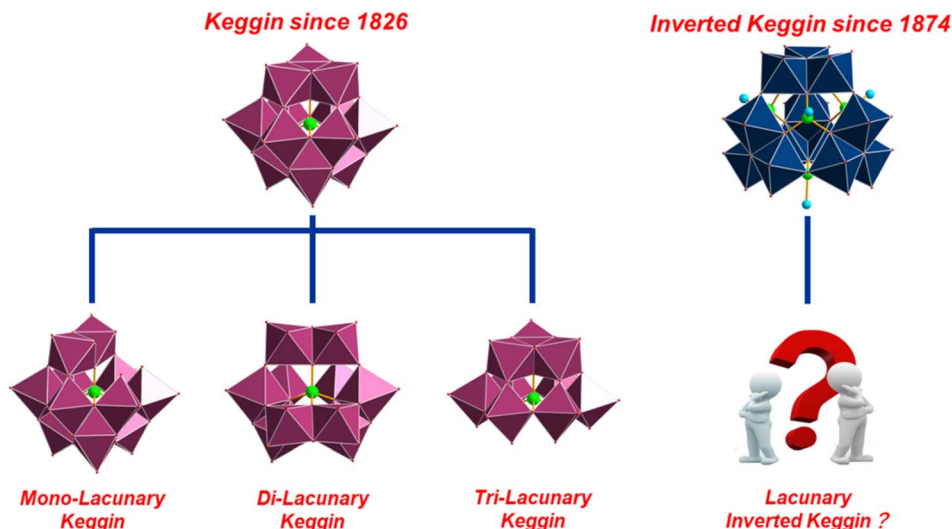 Keggin since 1826
Inverted Keggin since 1874
Mono-Lacunary
Keggin
Di-Lacunary
Keggin
Tri-Lacunary
Keggin
Lacunary
Inverted Keggin ?